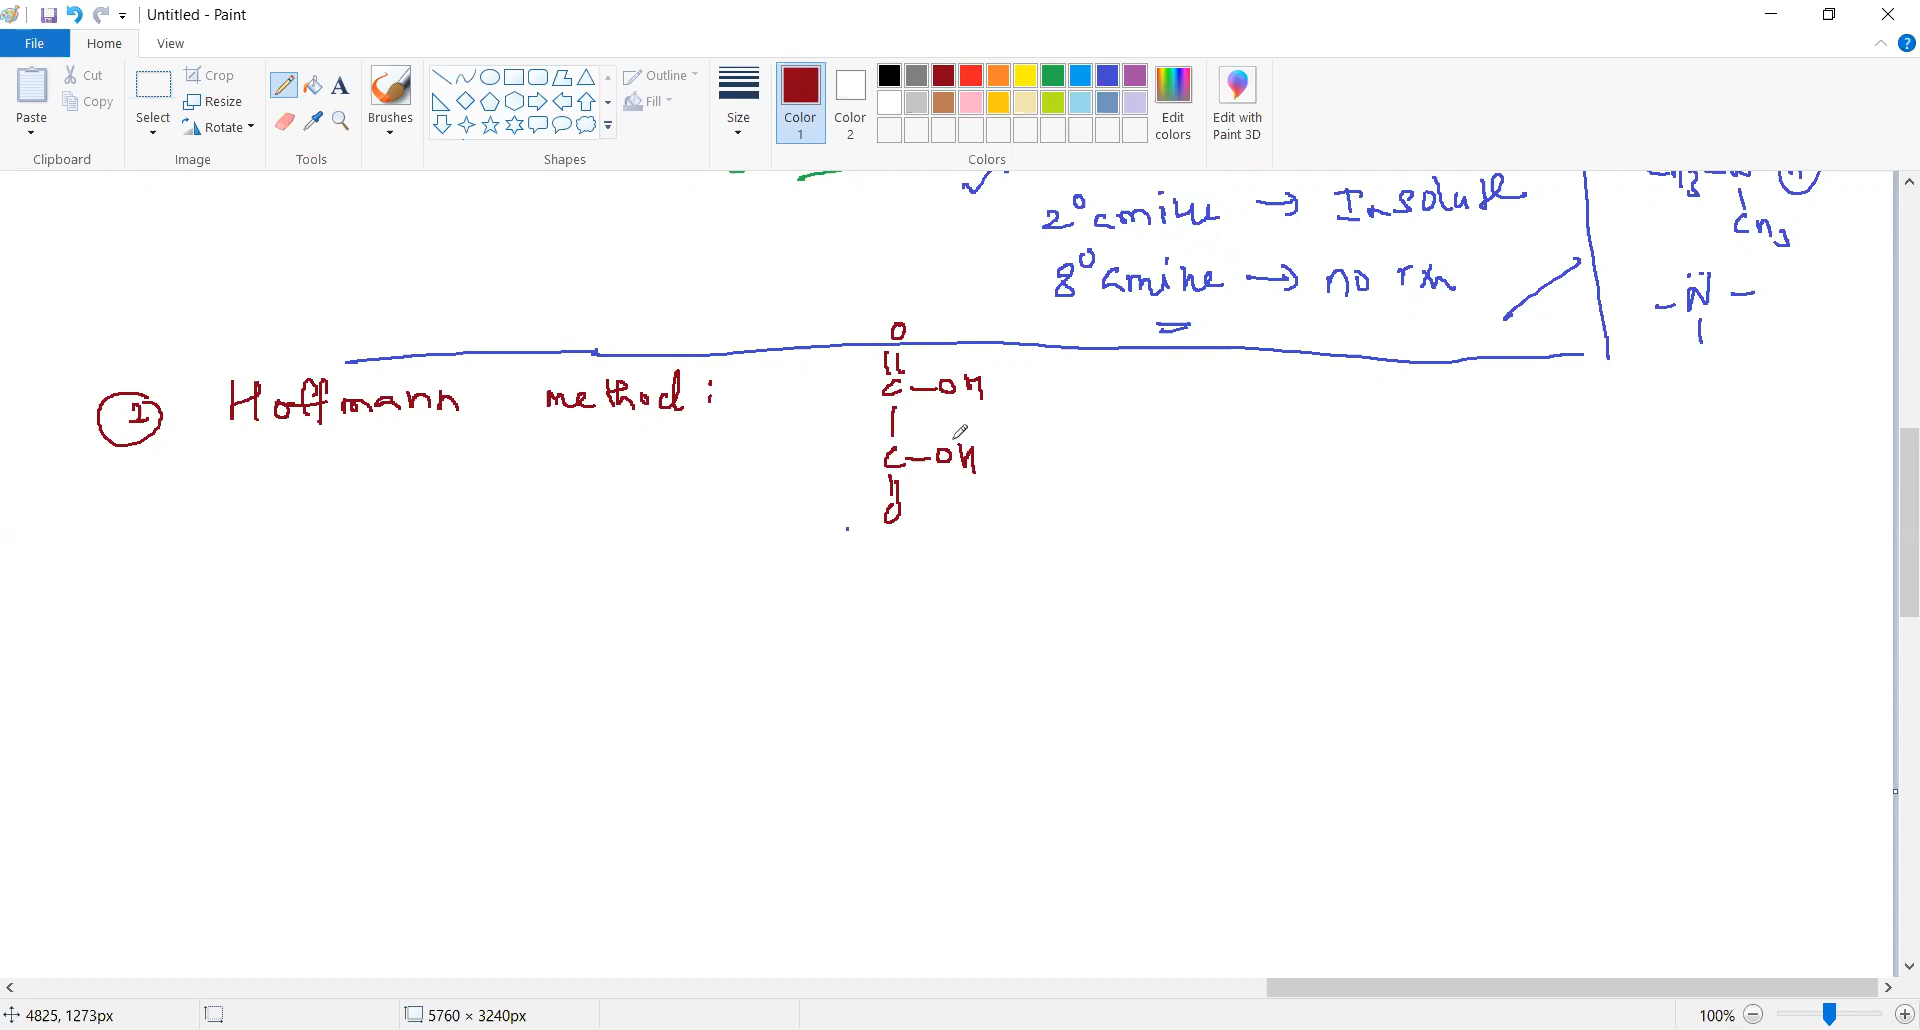 Untitled - Paint
File Home View
Paste
Cut
Copy
Clipboard
Select
Crop
Resize
Rotate
Image
Tools
Brushes
Outline
Fill
Shapes
Size
Color 1
Color 2
Edit colors
Edit with Paint 3D
Colors
2° amine → Insoluble
3° amine → no rxn
CH3
-N-
I Hoffmann method :
O
C-OH
C-OH
O
4825, 1273px
5760 × 3240px
100%